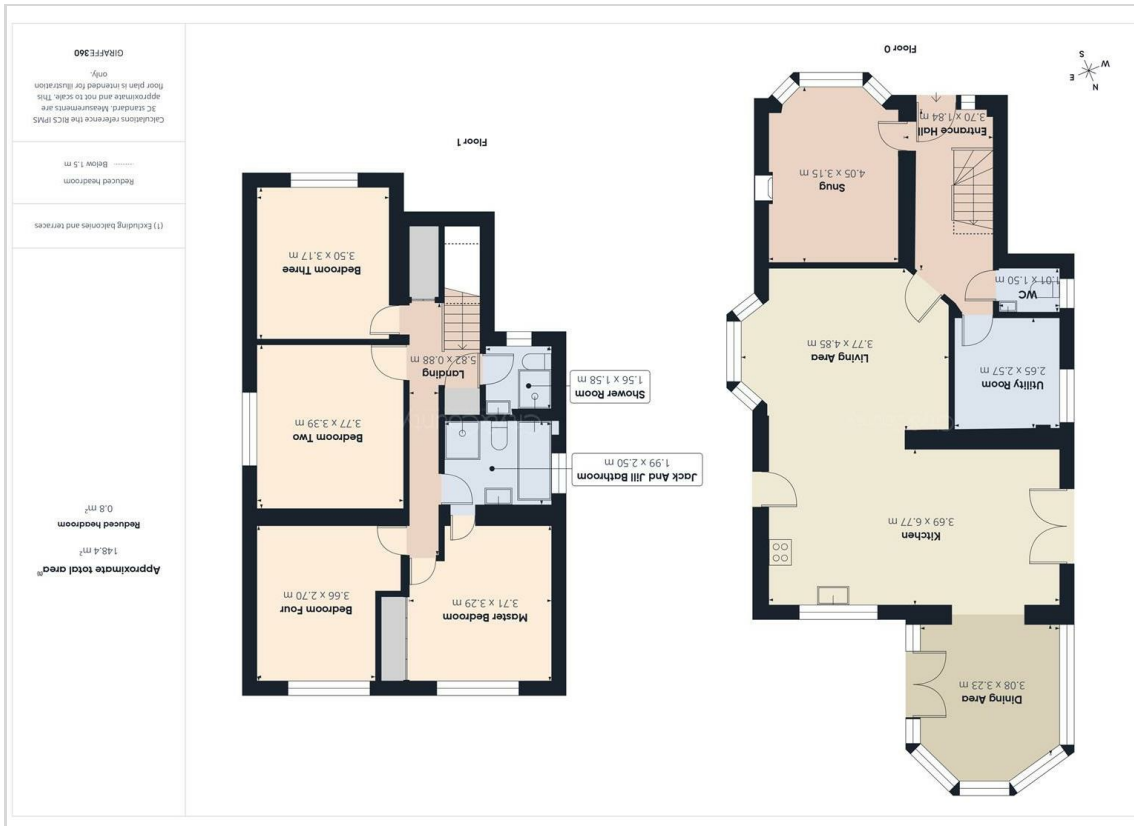 Floor 0
Dining Area
3.08 x 3.23 m
Kitchen
3.69 x 6.77 m
Utility Room
2.65 x 2.57 m
Living Area
3.77 x 4.85 m
WC
1.01 x 1.50 m
Entrance Hall
3.70 x 1.84 m
Snug
4.05 x 3.15 m
N
E
S
W
Floor 1
Master Bedroom
3.71 x 3.29 m
Bedroom Four
3.66 x 2.70 m
Jack And Jill Bathroom
1.99 x 2.50 m
Bedroom Two
3.77 x 3.39 m
Shower Room
1.56 x 1.58 m
Landing
5.82 x 0.88 m
Bedroom Three
3.50 x 3.17 m
Approximate total area(1)
148.4 m²
Reduced headroom
0.8 m²
(1) Excluding balconies and terraces
Reduced headroom
Below 1.5 m
Calculations reference the RICS IPMS
3C standard. Measurements are
approximate and not to scale. This
floor plan is intended for illustration
only.
GIRAFFE360